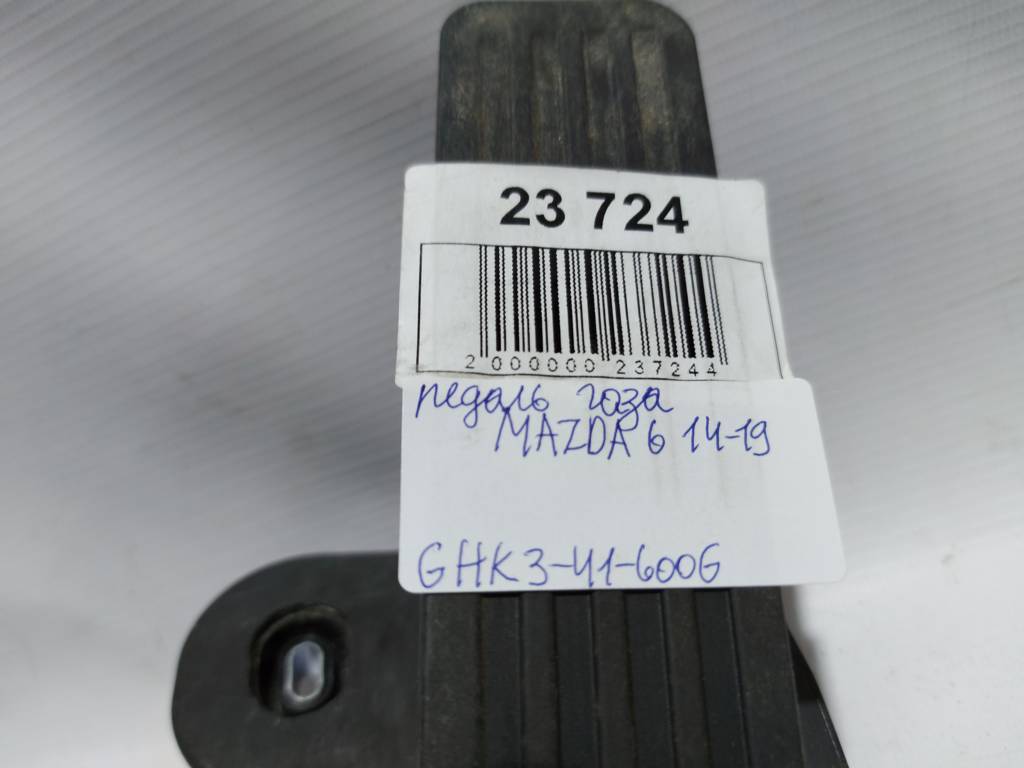 23 724
2 000000 237244
педаль газа
MAZDA 6 14-19
GHK3-41-600G